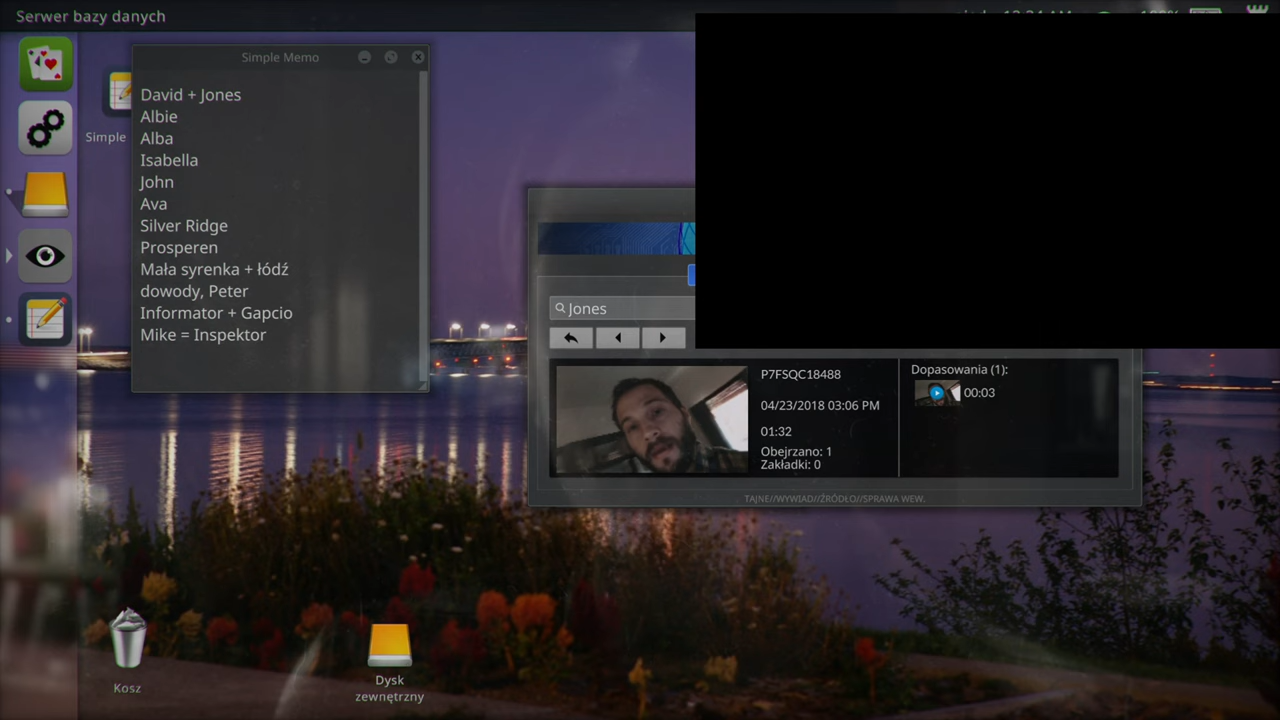 Serwer bazy danych
Simple Memo
Simple
David + Jones
Albie
Alba
Isabella
John
Ava
Silver Ridge
Prosperen
Mała syrenka + łódź
dowody, Peter
Informator + Gapcio
Mike = Inspektor
Jones
P7FSQC18488
04/23/2018 03:06 PM
01:32
Obejrzano: 1
Zakładki: 0
Dopasowania (1):
00:03
TAJNE//WYWIAD//ŹRÓDŁO//SPRAWA WEW.
Kosz
Dysk
zewnętrzny